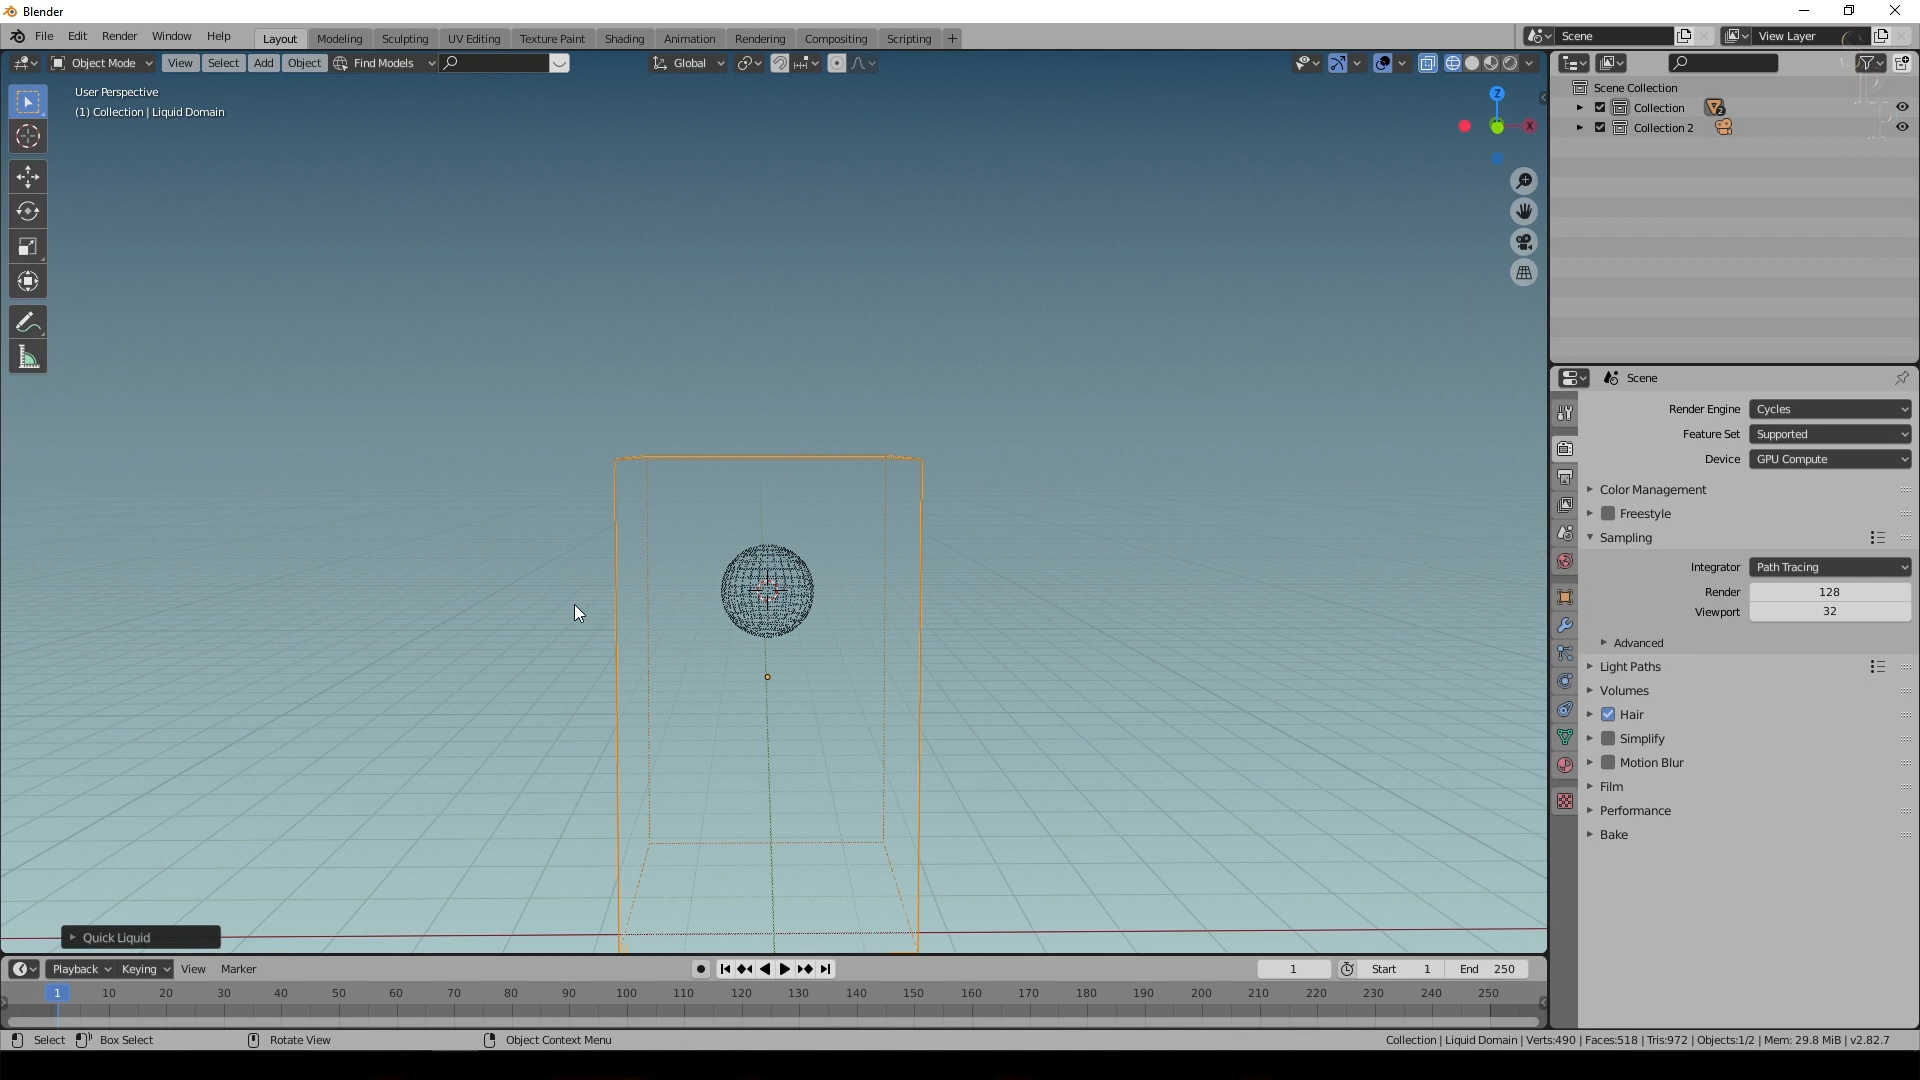 Blender
File Edit Render Window Help
Layout Modeling Sculpting UV Editing Texture Paint Shading Animation Rendering Compositing Scripting +
Scene View Layer
Object Mode View Select Add Object Find Models Global
User Perspective
(1) Collection | Liquid Domain
Z
X
Scene Collection
Collection 2
Collection 2
Scene
Render Engine Cycles
Feature Set Supported
Device GPU Compute
Color Management
Freestyle
Sampling
Integrator Path Tracing
Render 128
Viewport 32
Advanced
Light Paths
Volumes
Hair
Simplify
Motion Blur
Film
Performance
Bake
Quick Liquid
Playback Keying View Marker 1 Start 1 End 250
1 10 20 30 40 50 60 70 80 90 100 110 120 130 140 150 160 170 180 190 200 210 220 230 240 250
Select Box Select Rotate View Object Context Menu Collection | Liquid Domain | Verts:490 | Faces:518 | Tris:972 | Objects:1/2 | Mem: 29.8 MiB | v2.82.7